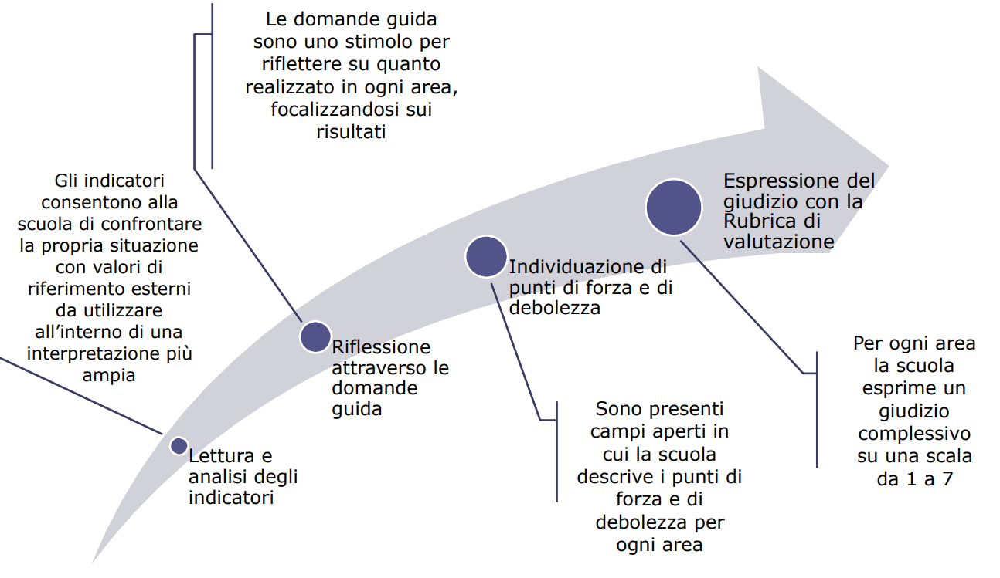 Le domande guida
sono uno stimolo per
riflettere su quanto
realizzato in ogni area,
focalizzandosi sui
risultati
Gli indicatori
consentono alla
scuola di confrontare
la propria situazione
con valori di
riferimento esterni
da utilizzare
all’interno di una
interpretazione più
ampia
Lettura e
analisi degli
indicatori
Riflessione
attraverso le
domande
guida
Individuazione di
punti di forza e di
debolezza
Espressione del
giudizio con la
Rubrica di
valutazione
Sono presenti
campi aperti in
cui la scuola
descrive i punti di
forza e di
debolezza per
ogni area
Per ogni area
la scuola
esprime un
giudizio
complessivo
su una scala
da 1 a 7